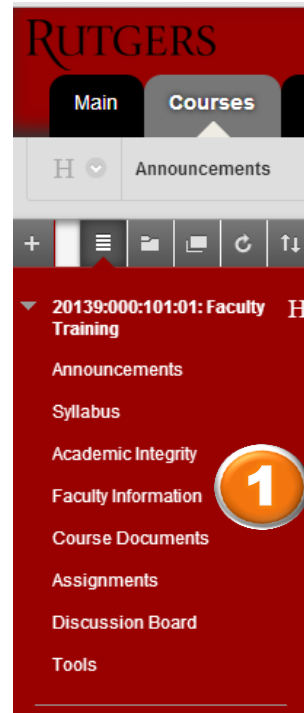 RUTGERS
Main Courses
H Announcements
+
20139:000:101:01: Faculty H
Training
Announcements
Syllabus
Academic Integrity
Faculty Information
1
Course Documents
Assignments
Discussion Board
Tools